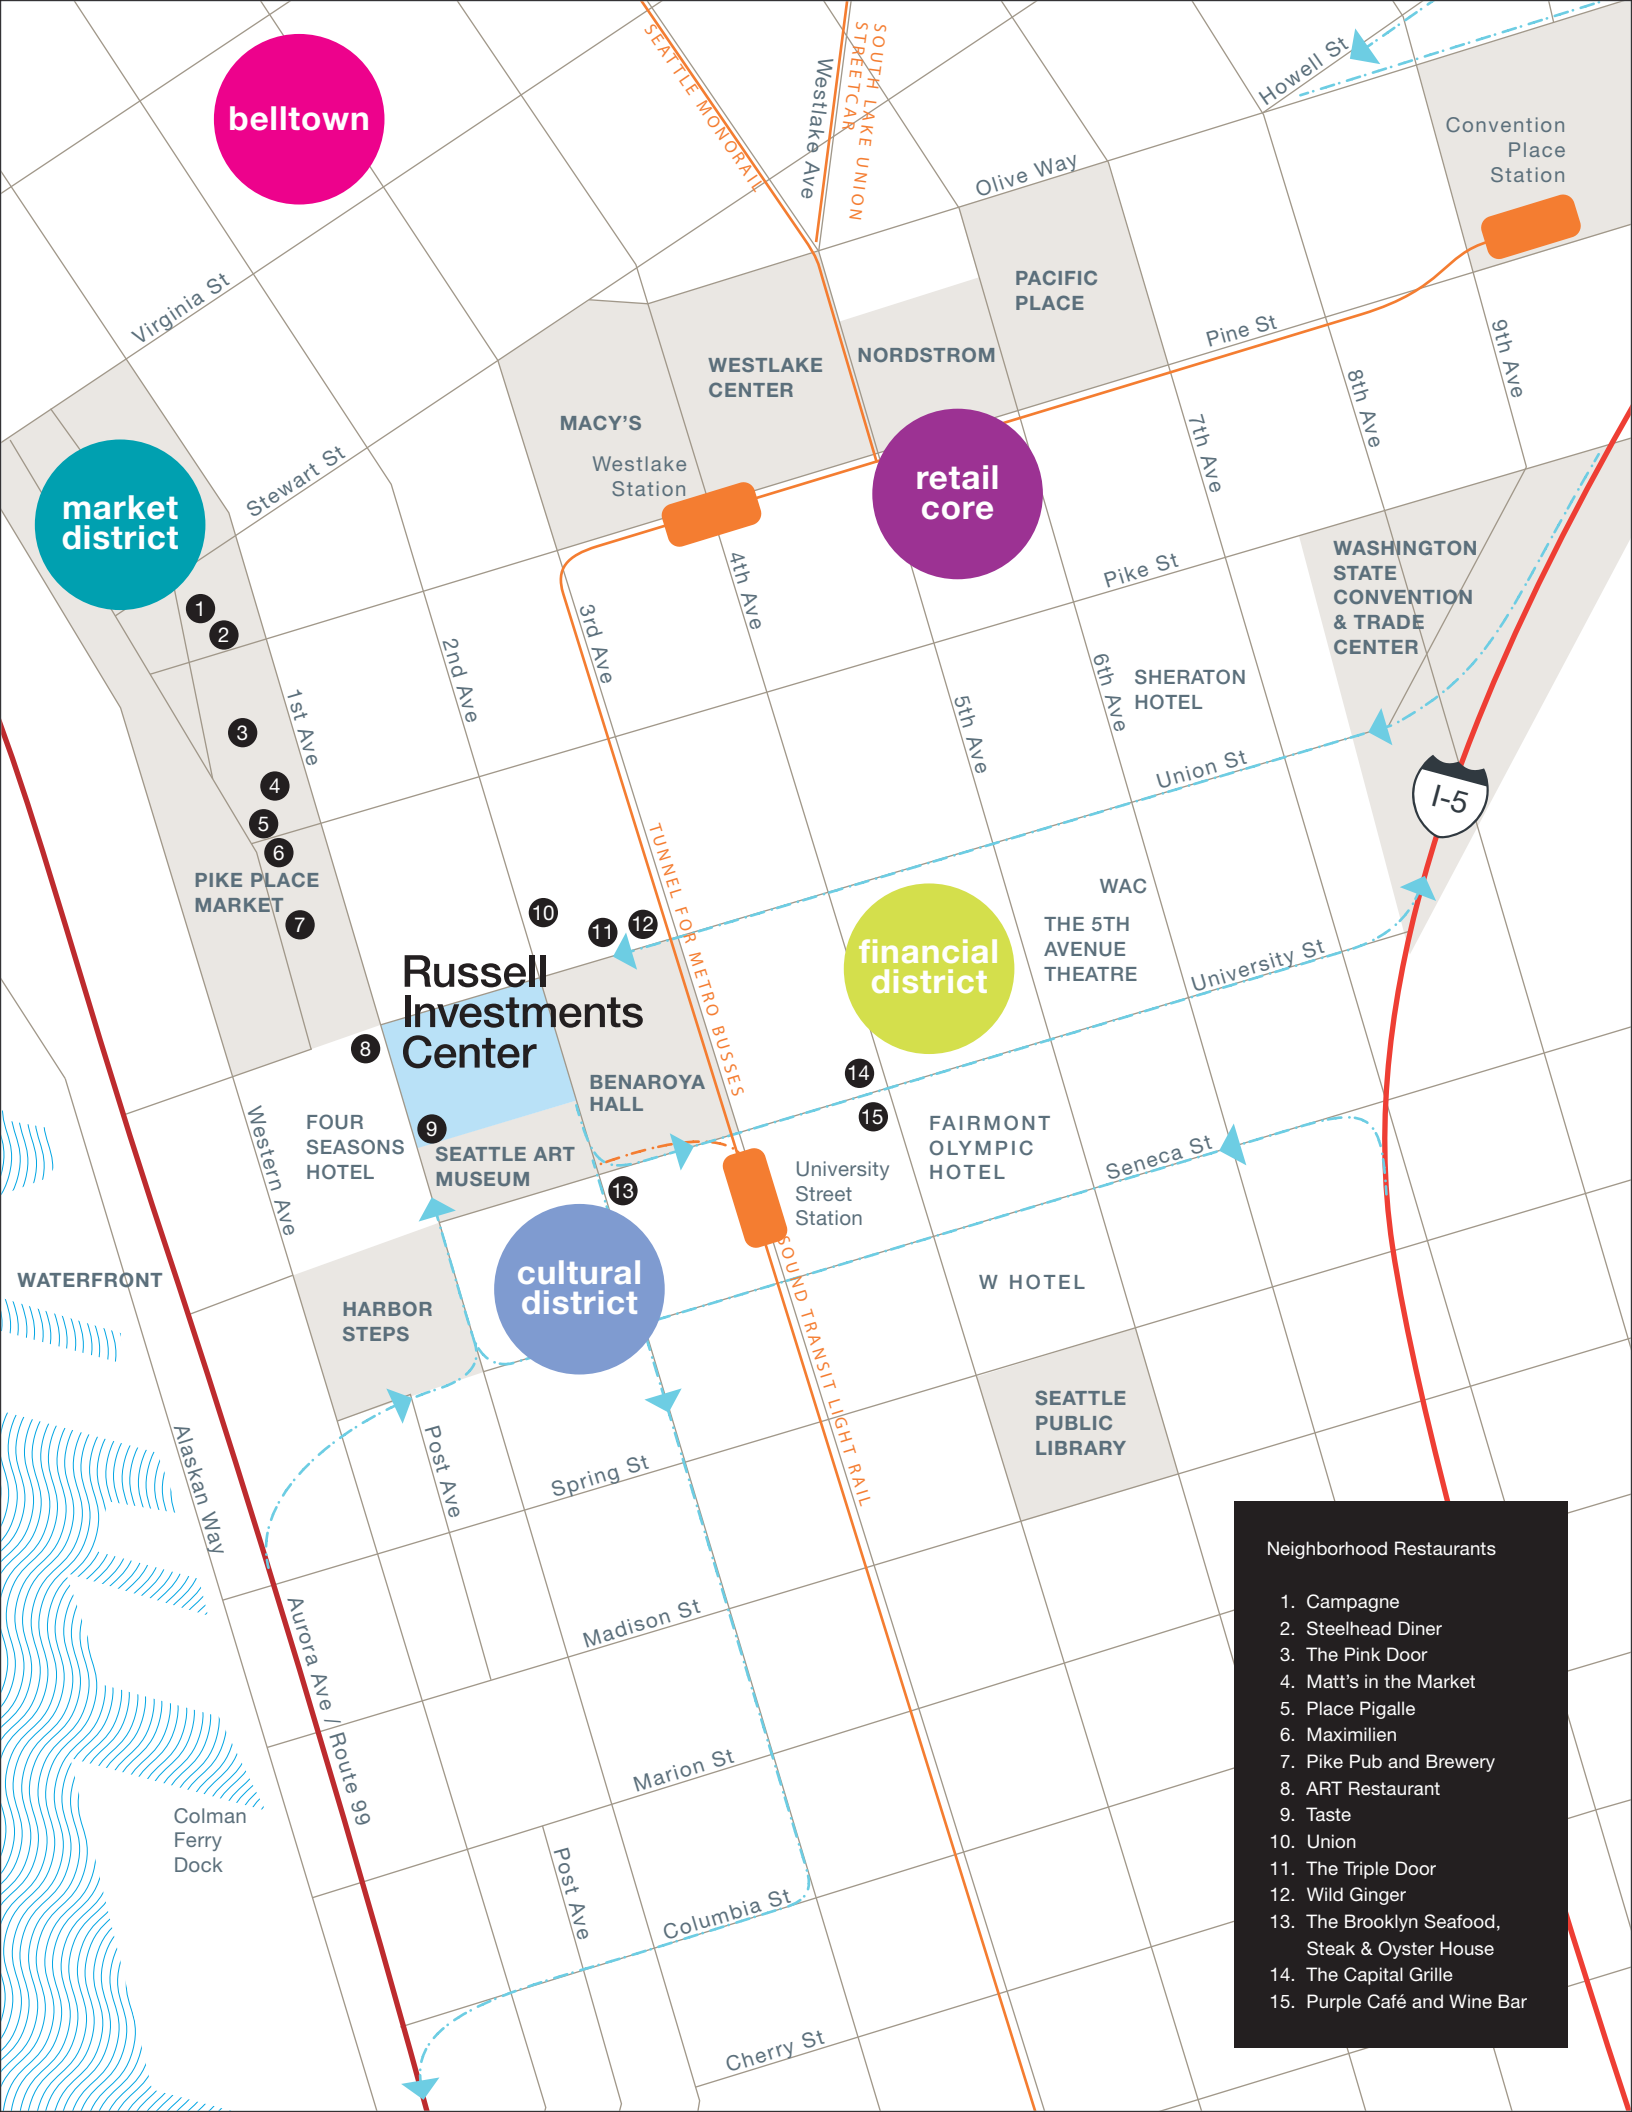 belltown
SEATTLE MONORAIL
Westlake Ave
SOUTH LAKE UNION
STREETCAR
Howell St
Convention
Place
Station
Olive Way
Virginia St
PACIFIC
PLACE
Pine St
9th Ave
WESTLAKE
CENTER
NORDSTROM
8th Ave
MACY'S
7th Ave
Westlake
Station
Stewart St
market
district
retail
core
WASHINGTON
STATE
CONVENTION
& TRADE
CENTER
Pike St
4th Ave
3rd Ave
1
2
2nd Ave
6th Ave
SHERATON
HOTEL
1st Ave
5th Ave
3
4
5
6
Union St
I-5
PIKE PLACE
MARKET
7
TUNNEL FOR METRO BUSSES
WAC
10
11
12
THE 5TH
AVENUE
THEATRE
financial
district
University St
Russell
Investments
Center
8
BENAROYA
HALL
14
15
9
FOUR
SEASONS
HOTEL
Western Ave
SEATTLE ART
MUSEUM
FAIRMONT
OLYMPIC
HOTEL
Seneca St
University
Street
Station
13
WATERFRONT
cultural
district
SOUND TRANSIT LIGHT RAIL
W HOTEL
HARBOR
STEPS
SEATTLE
PUBLIC
LIBRARY
Alaskan Way
Post Ave
Spring St
Madison St
Aurora Ave / Route 99
Marion St
Colman
Ferry
Dock
Post Ave
Columbia St
Cherry St
Neighborhood Restaurants
1. Campagne
2. Steelhead Diner
3. The Pink Door
4. Matt's in the Market
5. Place Pigalle
6. Maximilien
7. Pike Pub and Brewery
8. ART Restaurant
9. Taste
10. Union
11. The Triple Door
12. Wild Ginger
13. The Brooklyn Seafood,
Steak & Oyster House
14. The Capital Grille
15. Purple Café and Wine Bar